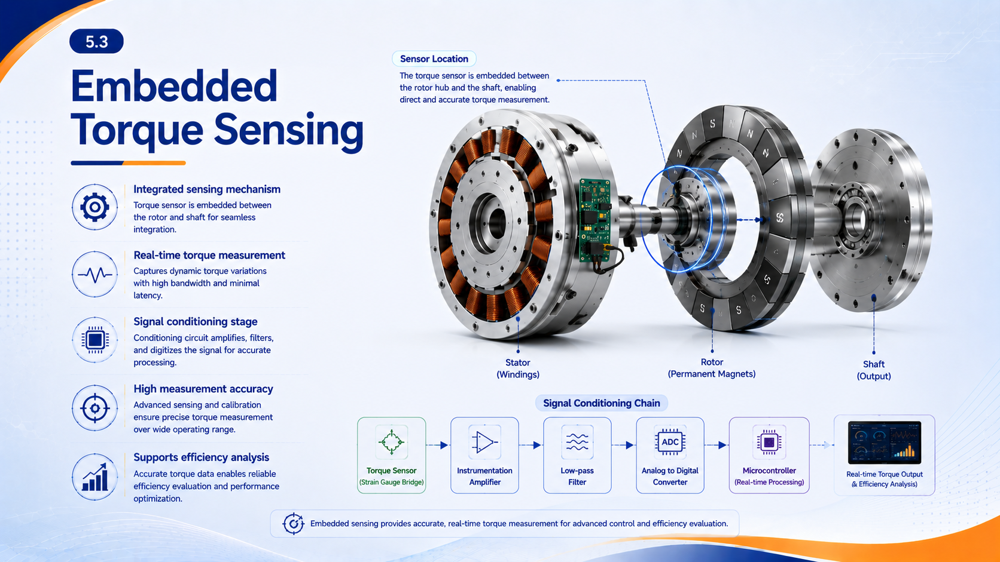 5.3
Embedded
Torque Sensing
Integrated sensing mechanism
Torque sensor is embedded between
the rotor and shaft for seamless
integration.
Real-time torque measurement
Captures dynamic torque variations
with high bandwidth and minimal
latency.
Signal conditioning stage
Conditioning circuit amplifies, filters,
and digitizes the signal for accurate
processing.
High measurement accuracy
Advanced sensing and calibration
ensure precise torque measurement
over wide operating range.
Supports efficiency analysis
Accurate torque data enables reliable
efficiency evaluation and performance
optimization.
Sensor Location
The torque sensor is embedded between
the rotor hub and the shaft, enabling
direct and accurate torque measurement.
Stator
(Windings)
Rotor
(Permanent Magnets)
Shaft
(Output)
Signal Conditioning Chain
Torque Sensor
(Strain Gauge Bridge)
Instrumentation
Amplifier
Low-pass
Filter
ADC
Analog to Digital
Converter
Microcontroller
(Real-time Processing)
Real-time Torque Output
(& Efficiency Analysis)
Embedded sensing provides accurate, real-time torque measurement for advanced control and efficiency evaluation.